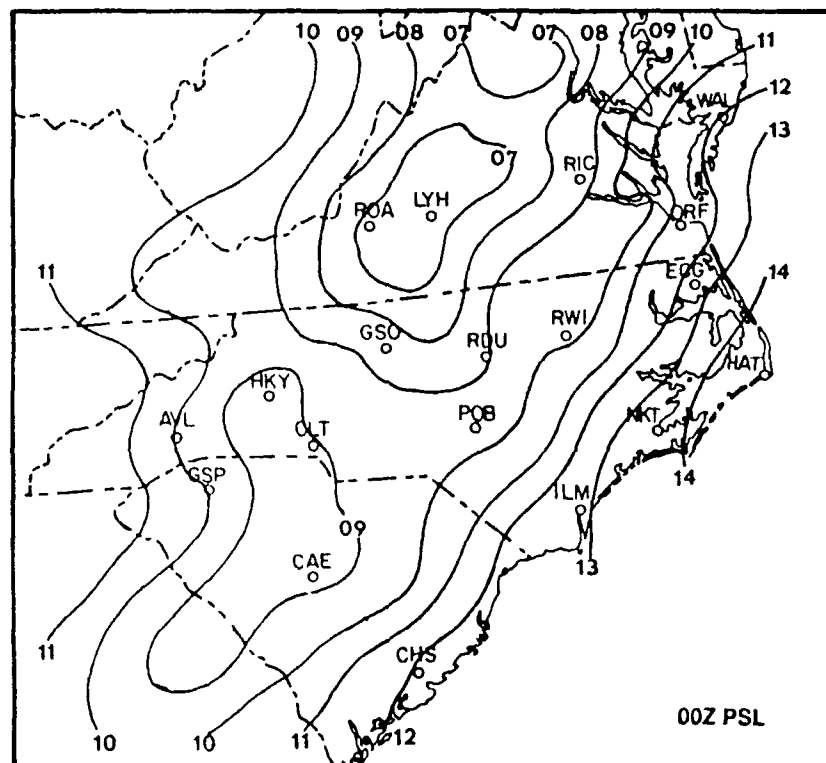 10 09 08 07 07 08 09 10 11
WAL 12
13
07 RIC
LYH
ROA ORF
11 ECG 14
GSO RDU RWI
HAT
HKY
AVL CLT POB NKT
GSP 14
ILM
09
CAE 13
11
CHS
00Z PSL
10 10 11 12